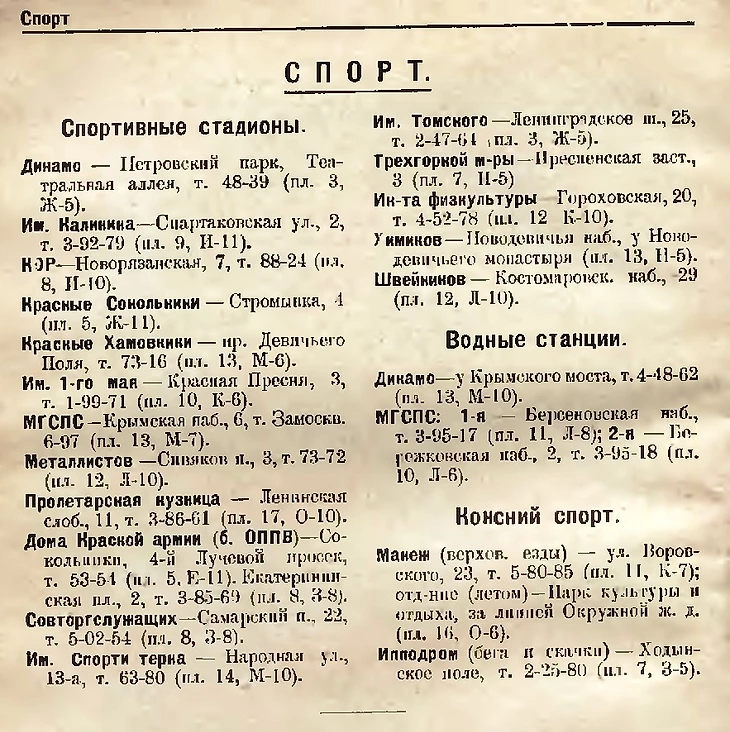 Спорт
СПОРТ.
Спортивные стадионы.
Динамо — Петровский парк, Теа-
тральная аллея, т. 48-39 (пл. 3,
Ж-5).
Им. Калинина—Спартаковская ул., 2,
т. 3-92-79 (пл. 9, И-11).
КОР—Новорязанская, 7, т. 88-24 (пл.
8, И-10).
Красные Сокольники — Стромынка, 4
(пл. 5, Ж-11).
Красные Хамовники — пр. Девичьего
Поля, т. 73-16 (пл. 13, М-6).
Им. 1-го мая — Красная Пресня, 3,
т. 1-99-71 (пл. 10, К-6).
МГСПС—Крымская наб., 6, т. Замоскв.
6-97 (пл. 13, М-7).
Металлистов—Сивяков п., 3, т. 73-72
(пл. 12, Л-10).
Пролетарская кузница — Ленинская
слоб., 11, т. 3-86-61 (пл. 17, О-10).
Дома Красной армии (б. ОППВ)—Со-
кольники, 4-й Лучевой просек,
т. 53-54 (пл. 5, Е-11). Екатеринин-
ская пл., 2, т. 3-85-69 (пл. 8, З-8).
Совторгслужащих—Самарский п., 22,
т. 5-02-54 (пл. 8, З-8).
Им. Спортинтерна — Народная ул.,
13-а, т. 63-80 (пл. 14, М-10).
Им. Томского—Ленинградское ш., 25,
т. 2-47-61 (пл. 3, Ж-5).
Трехгорной м-ры—Пресненская заст.,
3 (пл. 7, И-5)
Ин-та физкультуры Гороховская, 20,
т. 4-52-78 (пл. 12 К-10).
Химиков—Новодевичья наб., у Ново-
девичьего монастыря (пл. 13, Н-5).
Швейников — Костомаровск. наб., 29
(пл. 12, Л-10).
Водные станции.
Динамо—у Крымского моста, т. 4-48-62
(пл. 13, М-10).
МГСПС: 1-я — Берсеновская наб.,
т. 3-95-17 (пл. 11, Л-8); 2-я — Бе-
режковская наб., 2, т. 3-95-18 (пл.
10, Л-6).
Конский спорт.
Манеж (верхов. езды) — ул. Воров-
ского, 23, т. 5-80-85 (пл. 11, К-7);
отд-ние (летом)—Парк культуры и
отдыха, за линией Окружной ж. д.
(пл. 16, О-6).
Ипподром (бега и скачки)—Ходын-
ское поле, т. 2-25-80 (пл. 7, З-5).